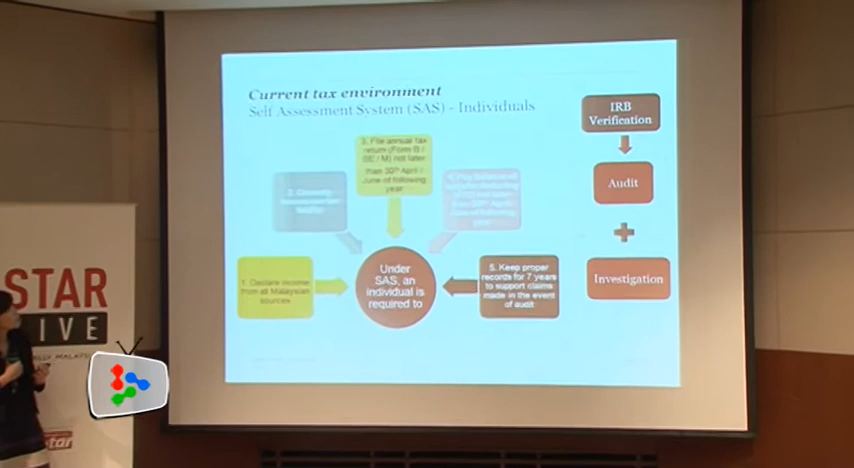 Current tax environment
Self Assessment System (SAS) - Individuals
IRB
Verification
Audit
Investigation
3. File annual tax
return (Form B /
BE / M) not later
than 30th April /
June of following
year
1. Declare income
from all Malaysian
sources
Under
SAS, an
individual is
required to
5. Keep proper
records for 7 years
to support claims
made in the event
of audit
STAR
LIVE